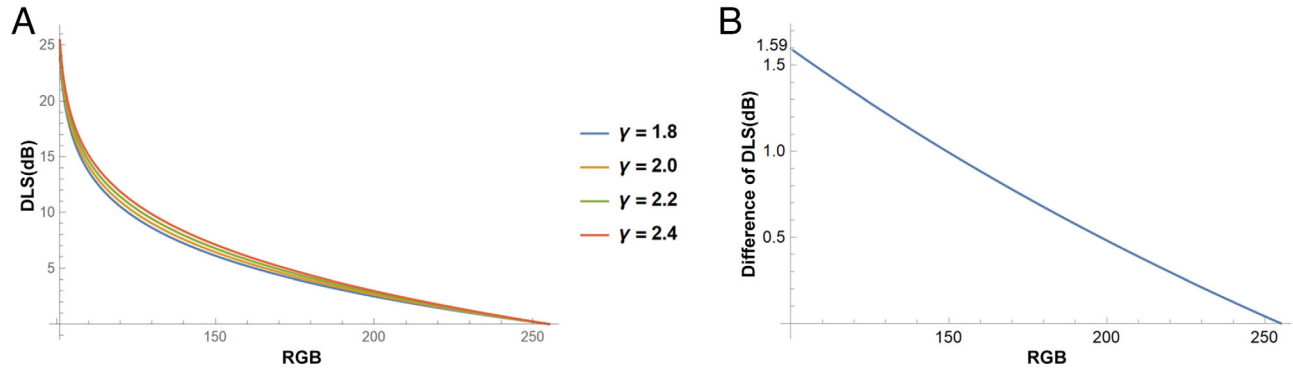 A
25
20
15
10
5
DLS(dB)
150
200
250
RGB
γ = 1.8
γ = 2.0
γ = 2.2
γ = 2.4
B
1.59
1.5
1.0
0.5
Difference of DLS(dB)
150
200
250
RGB